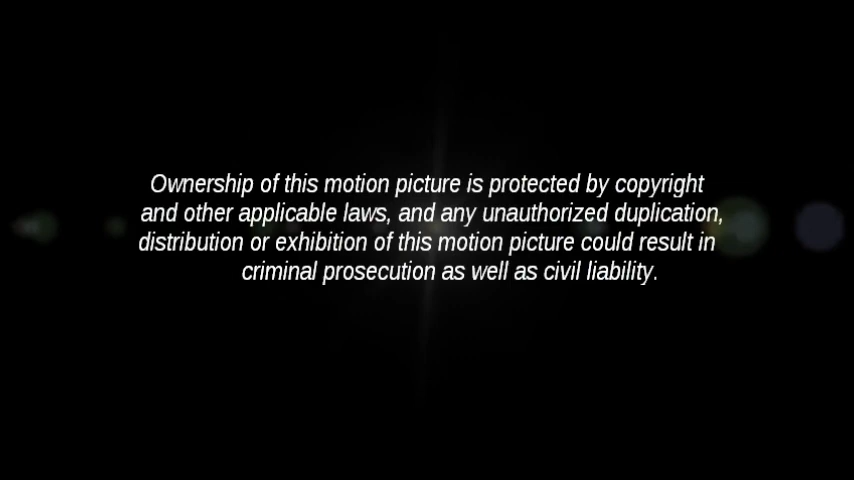 Ownership of this motion picture is protected by copyright
and other applicable laws, and any unauthorized duplication,
distribution or exhibition of this motion picture could result in
criminal prosecution as well as civil liability.